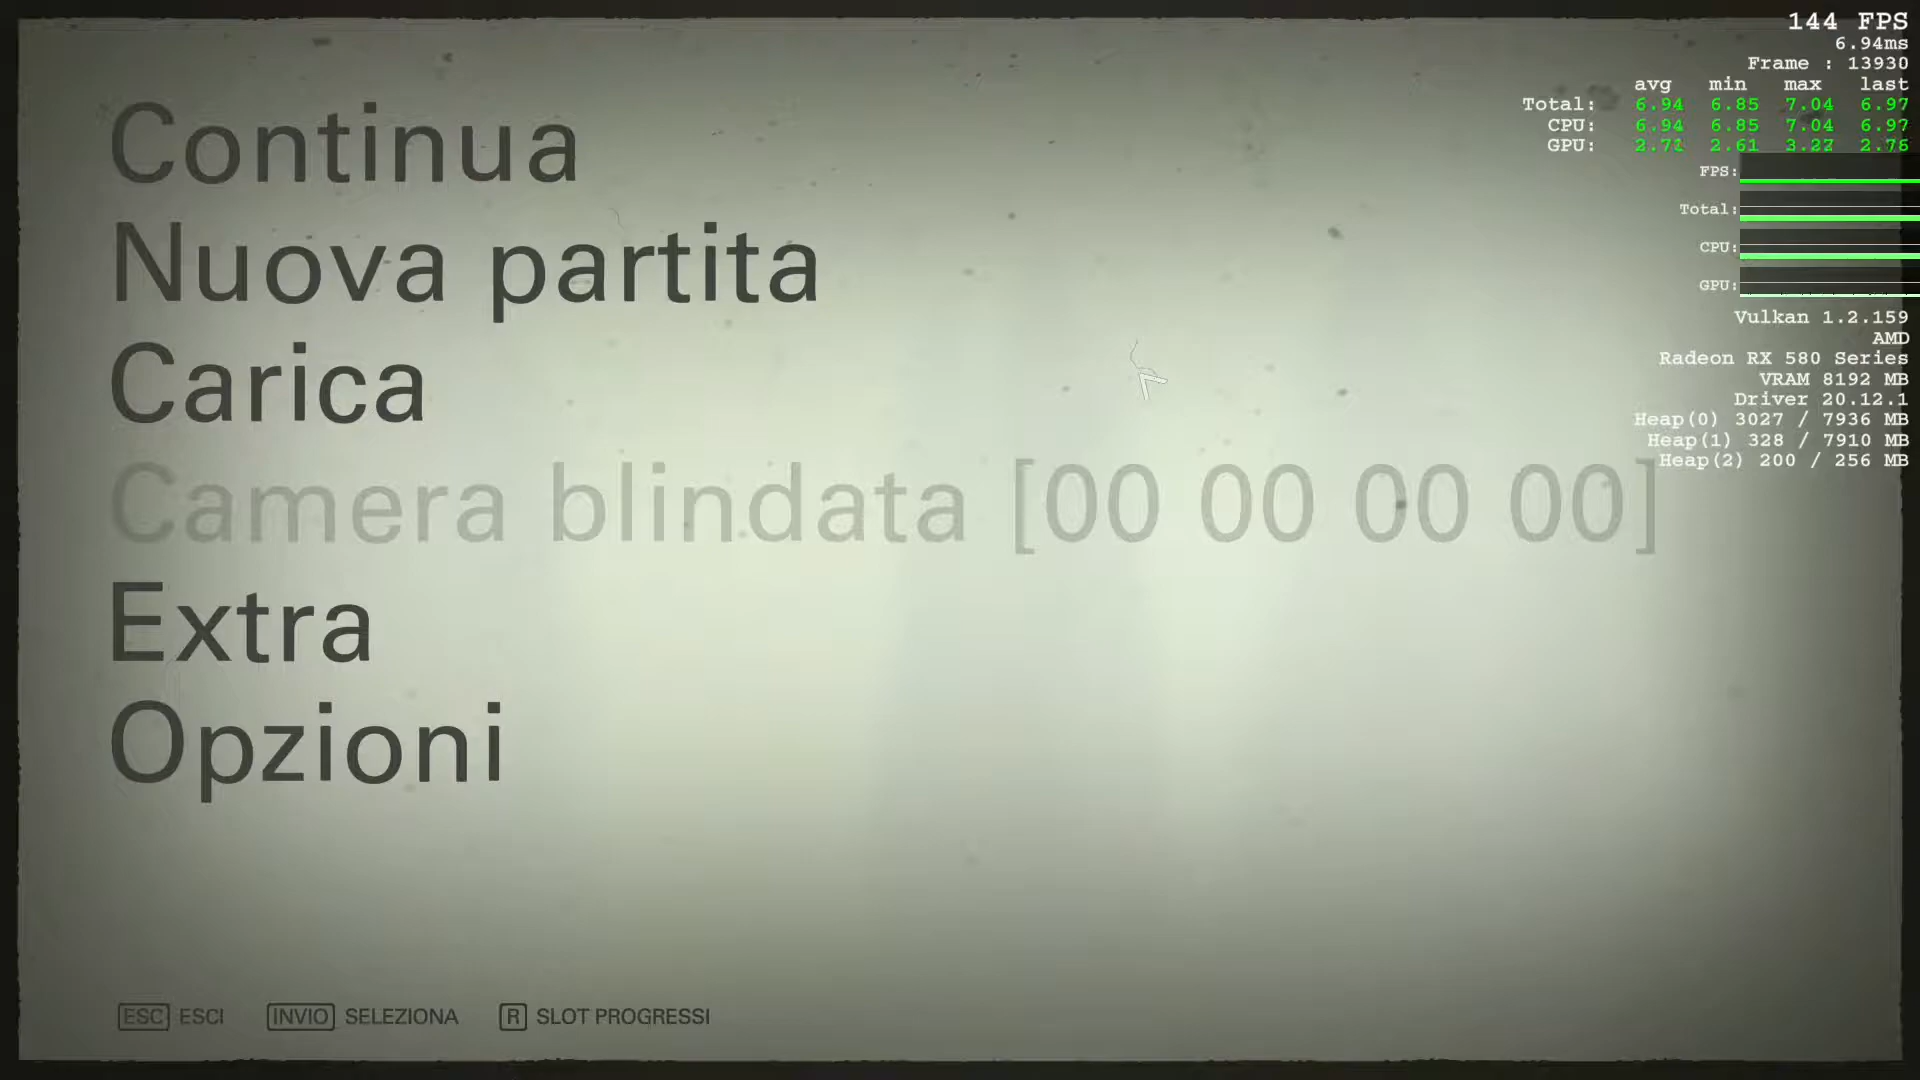 Continua
Nuova partita
Carica
Camera blindata [00 00 00 00]
Extra
Opzioni
ESC ESCI INVIO SELEZIONA R SLOT PROGRESSI
144 FPS
6.94ms
Frame : 13930
avg min max last
Total: 6.94 6.85 7.04 6.97
CPU: 6.94 6.85 7.04 6.97
GPU: 2.71 2.61 3.22 2.76
FPS:
Total:
CPU:
GPU:
Vulkan 1.2.159
AMD
Radeon RX 580 Series
VRAM 8192 MB
Driver 20.12.1
Heap(0) 3027 / 7936 MB
Heap(1) 328 / 7910 MB
Heap(2) 200 / 256 MB